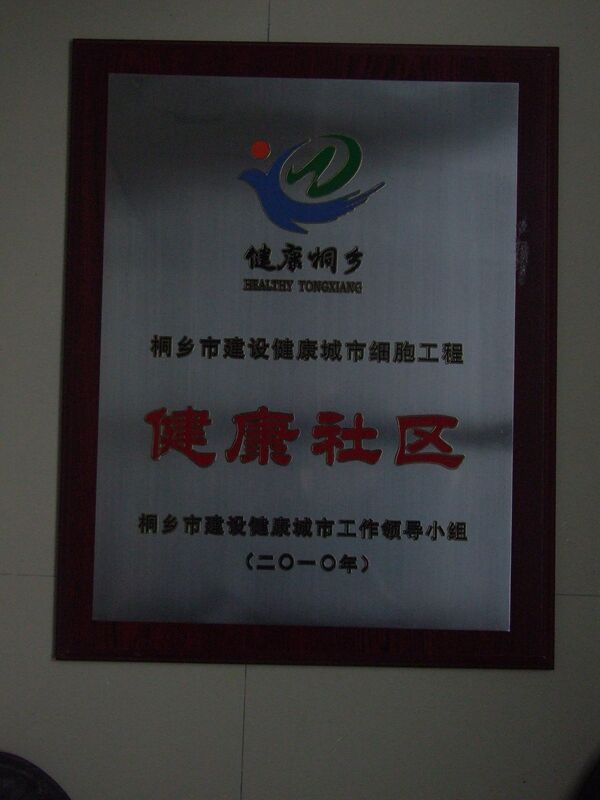 健康桐乡
HEALTHY TONGXIANG
桐乡市建设健康城市细胞工程
健康社区
桐乡市建设健康城市工作领导小组
（二〇一〇年）